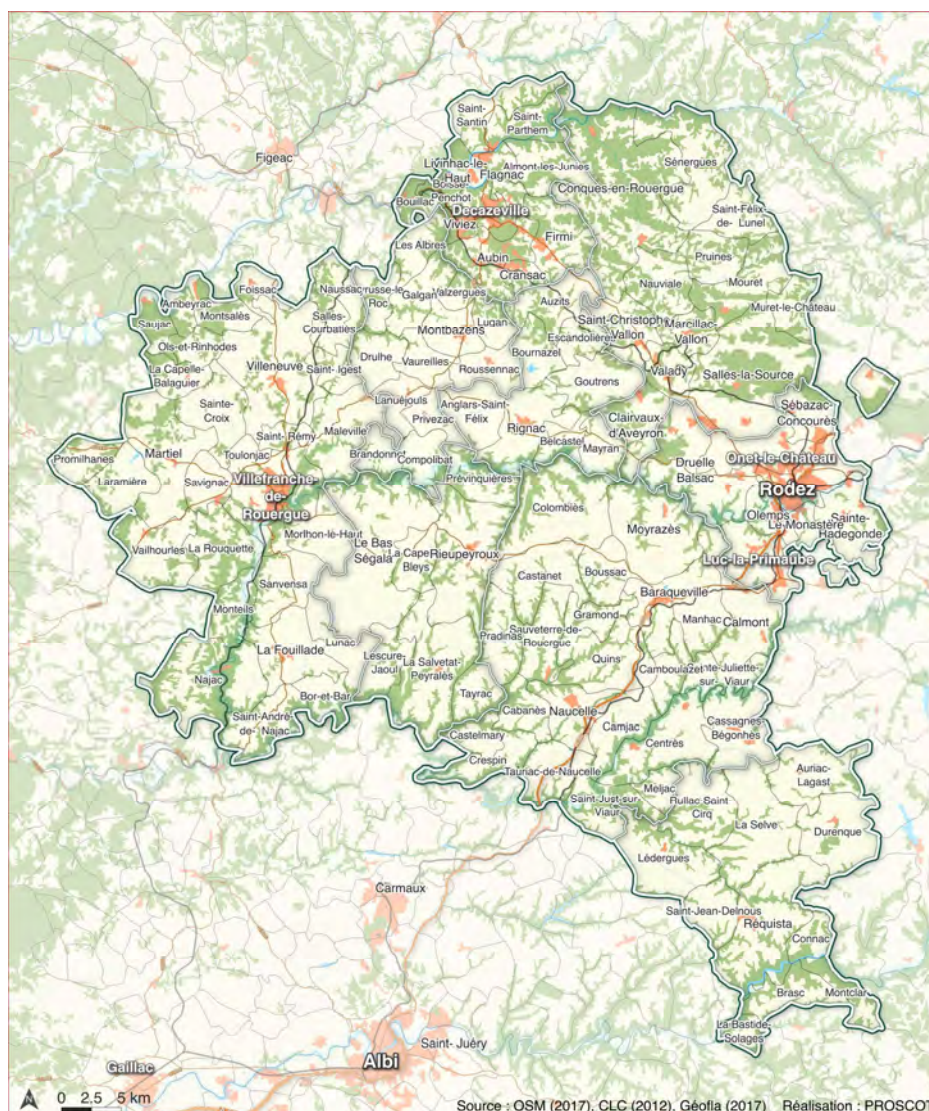 Saint-
Santin
Saint-
Parthem
Figeac
Livinhac-le-
Haut
Flagnac
Almont-les-Junies
Sénergues
Boisse-
Penchot
Conques-en-Rouergue
Bouillac
Decazeville
Viviez
Saint-Félix
de- Lunel
Firmi
Les Albres
Aubin
Cransac
Pruines
Foissac
Naussac
Galgan
Valzergues
Nauviale
Mouret
Ambeyrac
Montsalès
Auzits
Muret-le-Château
Saujac
Salles-
Courbatiès
Lugan
Montbazens
Saint-Christophe
Vallon
Marcillac-
Vallon
Escandolières
Ols-et-Rinhodes
Drulhe
Vaureilles
Bournazel
La Capelle-
Balaguier
Villeneuve
Saint-Igest
Roussennac
Valady
Salles-la-Source
Goutrens
Sainte-
Croix
Lanuéjouls
Privezac
Anglars-Saint-
Félix
Sébazac-
Concourès
Clairvaux-
d'Aveyron
Rignac
Saint-Rémy
Maleville
Belcastel
Mayran
Promilhanes
Martiel
Toulonjac
Brandonnet
Compolibat
Druelle
Balsac
Onet-le-Château
Laramière
Savignac
Villefranche-
de-
Rouergue
Prévinquières
Rodez
Colombiès
Olemps
Le Monastère
Sainte-
Radegonde
Vailhourles
La Rouquette
Morlhon-le-Haut
Le Bas
Ségala
La Cape
Bleys
Rieupeyroux
Moyrazès
Luc-la-Primaube
Sanvensa
Castanet
Boussac
Baraqueville
Monteils
Gramond
Manhac
Calmont
Lunac
Pradinas
Sauveterre-de-
Rouergue
La Fouillade
Lescure-
Jaoul
La Salvetat-
Peyralès
Quins
Camboulazet
Sainte-Juliette-
sur-
Viaur
Najac
Bor-et-Bar
Tayrac
Cabanès
Naucelle
Saint-André-
de- Najac
Castelmary
Camjac
Cassagnes-
Bégonhès
Centrès
Crespin
Tauriac-de-Naucelle
Auriac-
Lagast
Meljac
Saint-Just-sur
Viaur
Rullac-Saint
Cirq
La Selve
Durenque
Lédergues
Carmaux
Saint-Jean-Delnous
Réquista
Connac
Brasc
Montclar
La Bastide-
Solages
Saint- Juéry
Albi
Gaillac
0 2,5 5 km
Source : OSM (2017), CLC (2012), Géofla (2017) Réalisation : PROSCOT